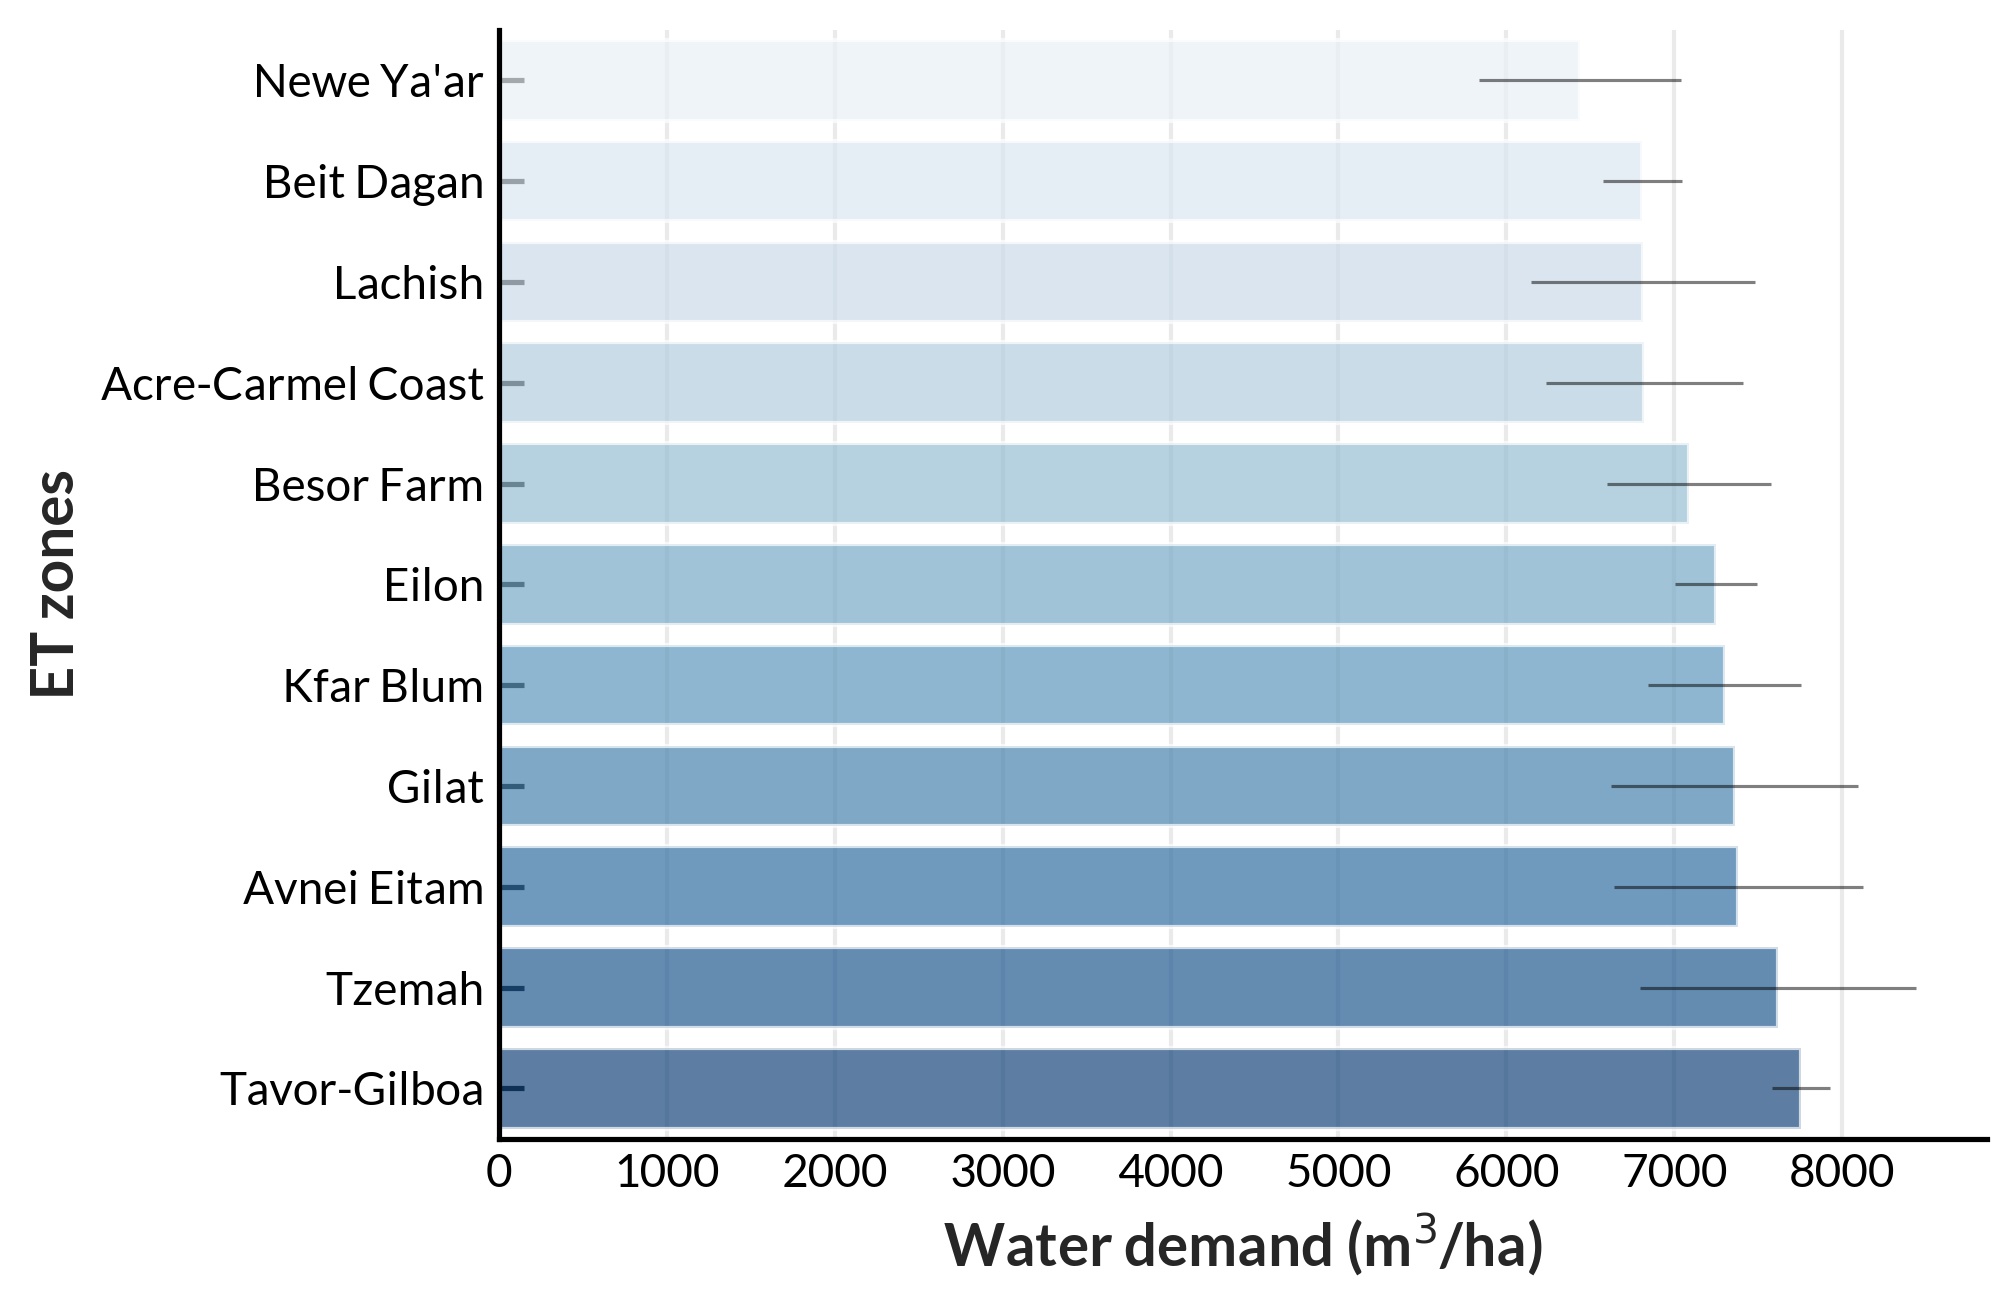 Newe Ya'ar
Beit Dagan
Lachish
Acre-Carmel Coast
Besor Farm
Eilon
Kfar Blum
Gilat
Avnei Eitam
Tzemah
Tavor-Gilboa
ET zones
0 1000 2000 3000 4000 5000 6000 7000 8000
Water demand (m³/ha)